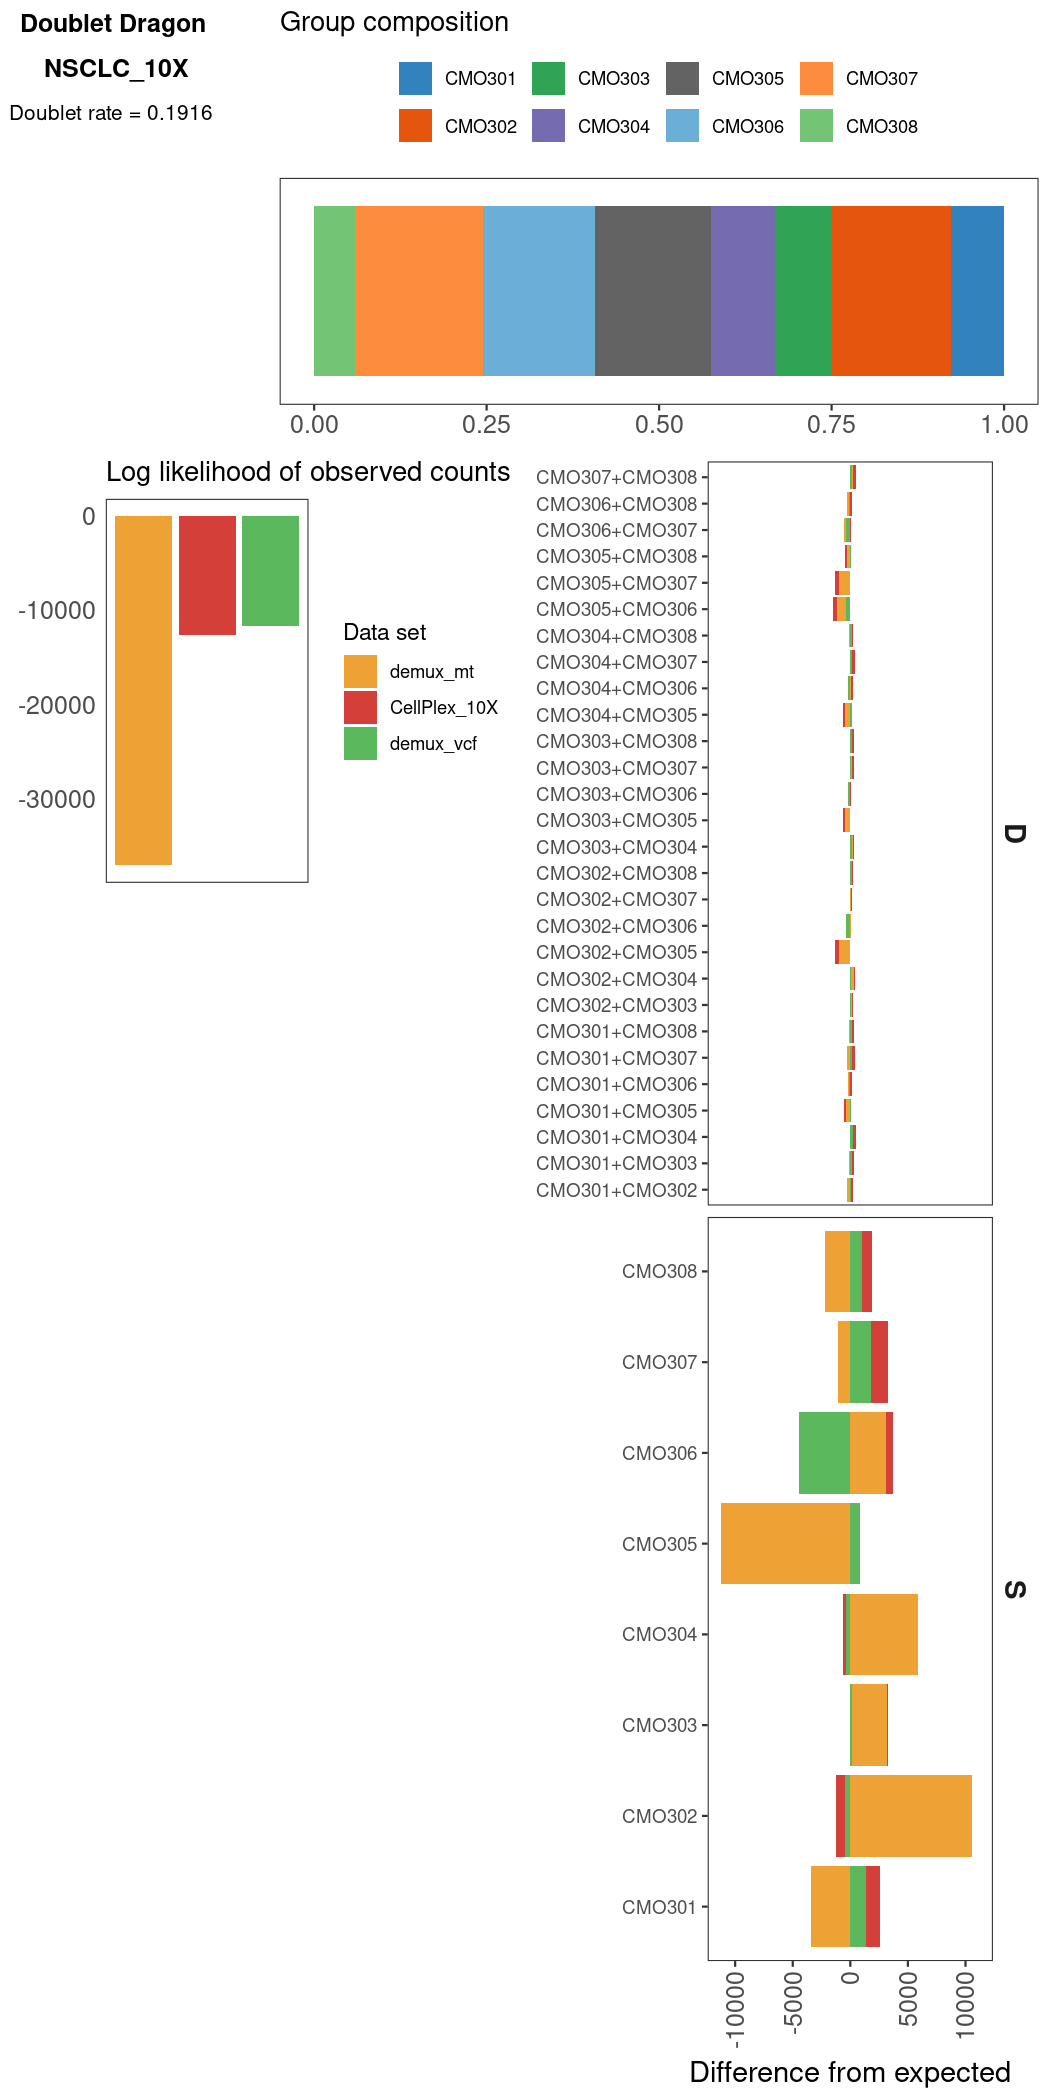 Doublet Dragon
NSCLC_10X
Doublet rate = 0.1916
Group composition
CMO301 CMO303 CMO305 CMO307
CMO302 CMO304 CMO306 CMO308
0.00 0.25 0.50 0.75 1.00
Log likelihood of observed counts
0
-10000
-20000
-30000
Data set
demux_mt
CellPlex_10X
demux_vcf
CMO307+CMO308
CMO306+CMO308
CMO306+CMO307
CMO305+CMO308
CMO305+CMO307
CMO305+CMO306
CMO304+CMO308
CMO304+CMO307
CMO304+CMO306
CMO304+CMO305
CMO303+CMO308
CMO303+CMO307
CMO303+CMO306
CMO303+CMO305
CMO303+CMO304
CMO302+CMO308
CMO302+CMO307
CMO302+CMO306
CMO302+CMO305
CMO302+CMO304
CMO302+CMO303
CMO301+CMO308
CMO301+CMO307
CMO301+CMO306
CMO301+CMO305
CMO301+CMO304
CMO301+CMO303
CMO301+CMO302
D
CMO308
CMO307
CMO306
CMO305
CMO304
CMO303
CMO302
CMO301
S
-10000 -5000 0 5000 10000
Difference from expected